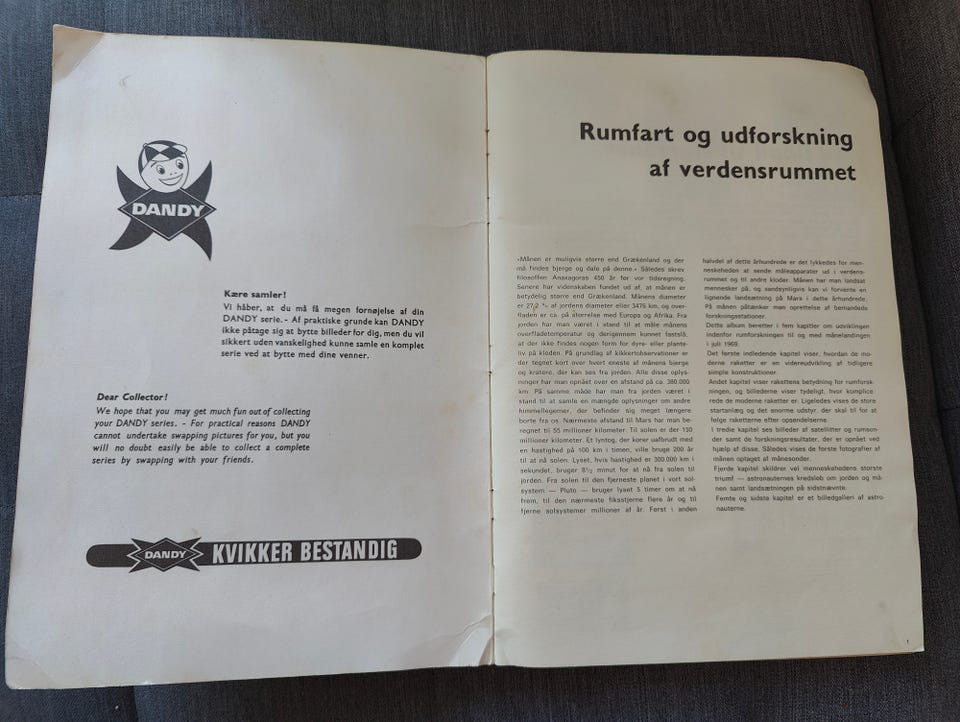 DANDY
Kære samler!
Vi håber, at du må få megen fornøjelse af din
DANDY serie. - Af praktiske grunde kan DANDY
ikke påtage sig at bytte billeder for dig, men du vil
sikkert uden vanskelighed kunne samle en komplet
serie ved at bytte med dine venner.
Dear Collector!
We hope that you may get much fun out of collecting
your DANDY series. - For practical reasons DANDY
cannot undertake swapping pictures for you, but you
will no doubt easily be able to collect a complete
series by swapping with your friends.
DANDY KVIKKER BESTANDIG
Rumfart og udforskning
af verdensrummet
»Månen er muligvis større end Grækenland og der
må findes bjerge og dale på denne« Således skrev
filosoffen Anaxagoras 450 år før vor tidsregning.
Senere har videnskaben fundet ud af, at månen er
betydelig større end Grækenland. Månens diameter
er 27,2 % af jordens diameter eller 3476 km, og over-
fladen er ca. på størrelse med Europa og Afrika. Fra
jorden har man været i stand til at måle månens
overfladetemperatur og derigennem kunnet fastslå,
at der ikke findes nogen form for dyre- eller plante-
liv på kloden. På grundlag af kikkertobservationer er
der tegnet kort over hvert eneste af månens bjerge
og kratere, der kan ses fra jorden. Alle disse oplys-
ninger har man opnået over en afstand på ca. 380.000
km. På samme måde har man fra jorden været i
stand til at samle en mængde oplysninger om andre
himmellegemer, der befinder sig meget længere
borte fra os. Nærmeste afstand til Mars har man be-
regnet til 55 millioner kilometer. Til solen er der 150
millioner kilometer. Et lyntog, der kører uafbrudt med
en hastighed på 100 km i timen, ville bruge 200 år
til at nå solen. Lyset, hvis hastighed er 300.000 km i
sekundet, bruger 8½ minut for at nå fra solen til
jorden. Fra solen til den fjerneste planet i vort sol-
system — Pluto — bruger lyset 5 timer om at nå
frem, til den nærmeste fiksstjerne flere år og til
fjerne solsystemer millioner af år. Først i anden
halvdel af dette århundrede er det lykkedes for men-
neskeheden at sende måleapparater ud i verdens-
rummet og til andre kloder. Månen har man landsat
mennesker på, og sandsynligvis kan vi forvente en
lignende landsætning på Mars i dette århundrede.
På månen påtænker man oprettelse af bemandede
forskningsstationer.
Dette album beretter i fem kapitler om udviklingen
indenfor rumforskningen til og med månelandingen
i juli 1969.
Det første indledende kapitel viser, hvordan de mo-
derne raketter er en videreudvikling af tidligere
simple konstruktioner.
Andet kapitel viser rakettens betydning for rumforsk-
ningen, og billederne viser tydeligt, hvor komplice-
rede de moderne raketter er. Ligeledes vises de store
startanlæg og det enorme udstyr, der skal til for at
følge raketterne efter opsendelserne.
I tredie kapitel ses billeder af satellitter og rumson-
der samt de forskningsresultater, der er opnået ved
hjælp af disse. Således vises de første fotografier af
månen optaget af månesonder.
Fjerde kapitel skildrer vel menneskehedens største
triumf — astronauternes kredsløb om jorden og må-
nen samt landsætningen på sidstnævnte.
Femte og sidste kapitel er et billedgalleri af astro-
nauterne.
1